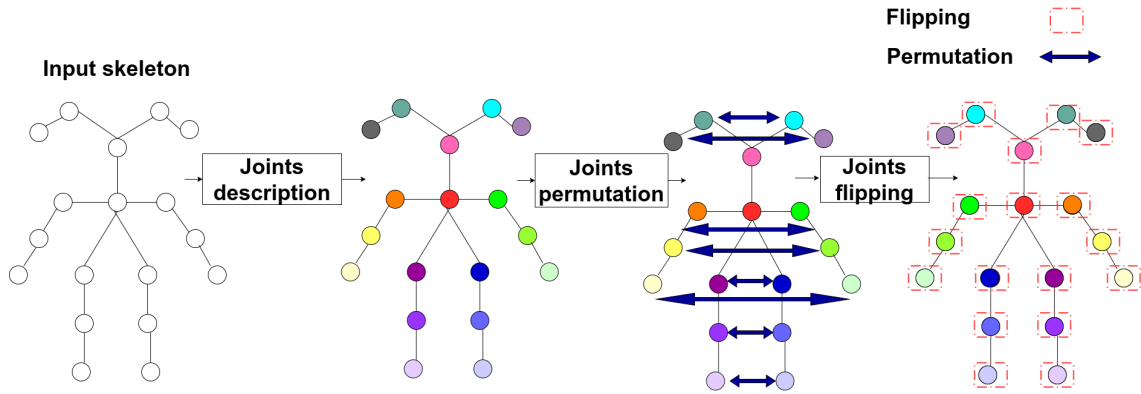 Flipping
Permutation
Input skeleton
Joints
description
Joints
permutation
Joints
flipping